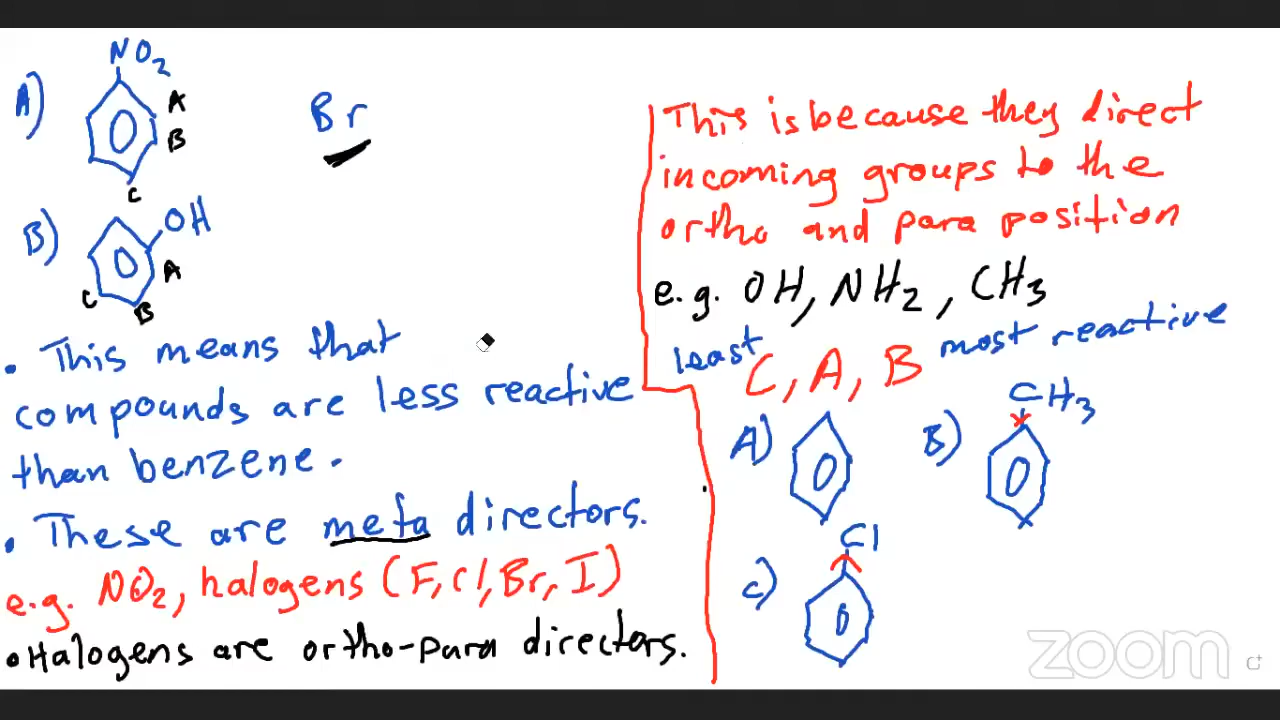 A)
NO2
A
B
C
Br
B)
OH
A
B
C
. This means that
compounds are less reactive
than benzene.
. These are meta directors.
e.g. NO2, halogens (F, Cl, Br, I)
• Halogens are ortho-para directors.
This is because they direct
incoming groups to the
ortho and para position
e.g. OH, NH2, CH3
least C, A, B most reactive
A)
B)
CH3
C)
Cl
zoom